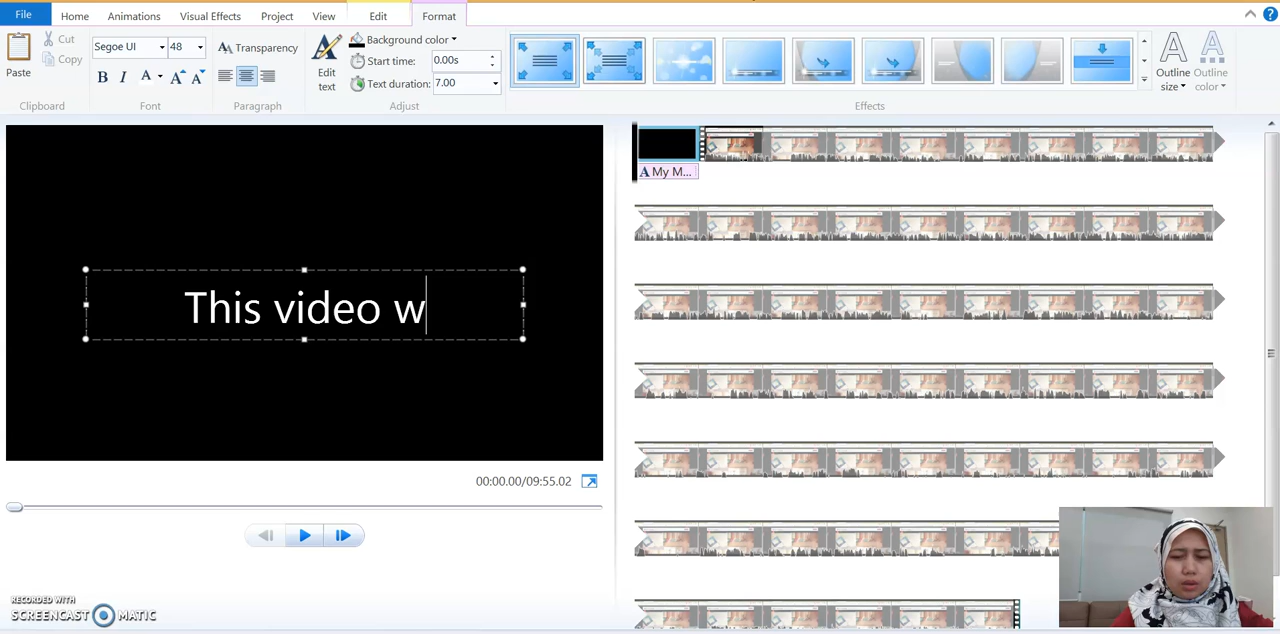 File
Home
Animations
Visual Effects
Project
View
Edit
Format
Paste
Cut
Copy
Clipboard
Segoe UI
48
B
I
A
A
A
Font
Transparency
Paragraph
Edit text
Background color
Start time: 0.00s
Text duration: 7.00
Adjust
Effects
Outline size
Outline color
A My M...
This video w
00:00.00/09:55.02
RECORDED WITH
SCREENCAST MATIC